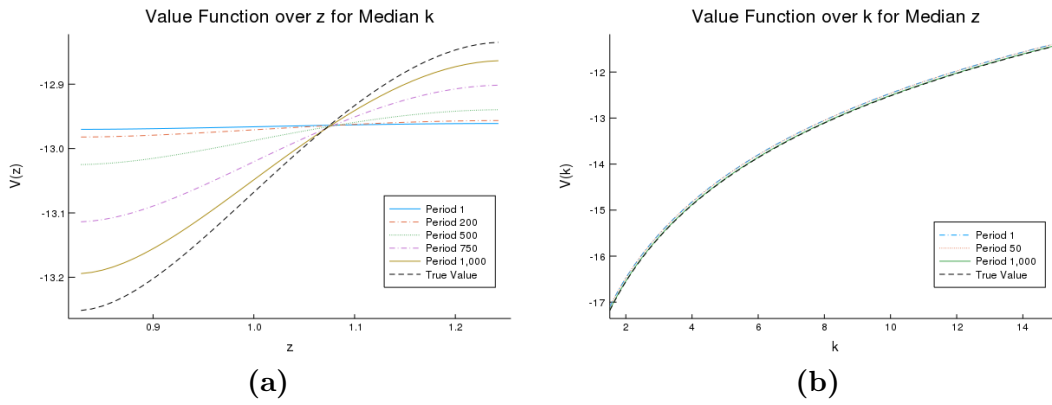 Value Function over z for Median k
V(z)
-12.9
-13.0
-13.1
-13.2
0.9
1.0
1.1
1.2
z
Period 1
Period 200
Period 500
Period 750
Period 1,000
True Value
(a)
Value Function over k for Median z
V(k)
-12
-13
-14
-15
-16
-17
2
4
6
8
10
12
14
k
Period 1
Period 50
Period 1,000
True Value
(b)